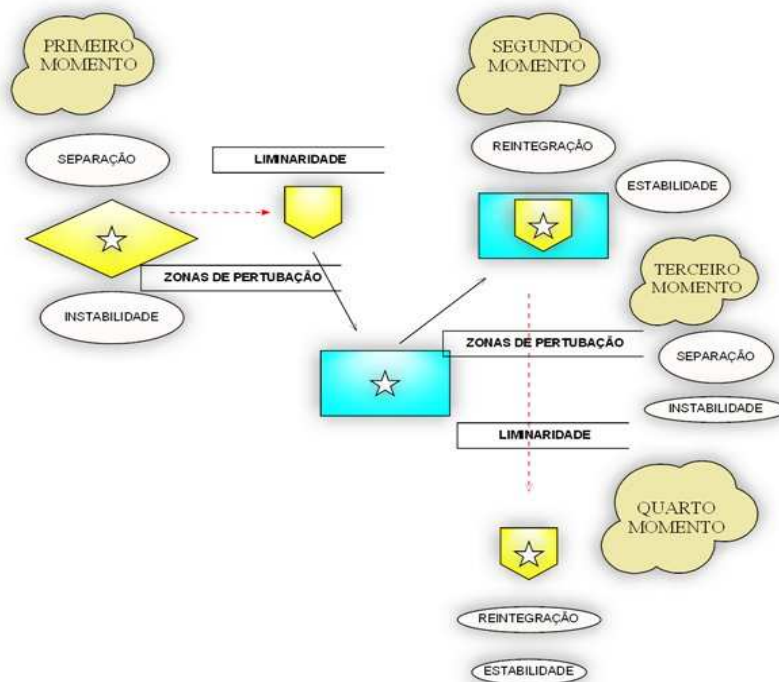 PRIMEIRO
MOMENTO
SEPARAÇÃO
LIMINARIDADE
ZONAS DE PERTUBAÇÃO
INSTABILIDADE
SEGUNDO
MOMENTO
REINTEGRAÇÃO
ESTABILIDADE
TERCEIRO
MOMENTO
ZONAS DE PERTUBAÇÃO
SEPARAÇÃO
INSTABILIDADE
LIMINARIDADE
QUARTO
MOMENTO
REINTEGRAÇÃO
ESTABILIDADE